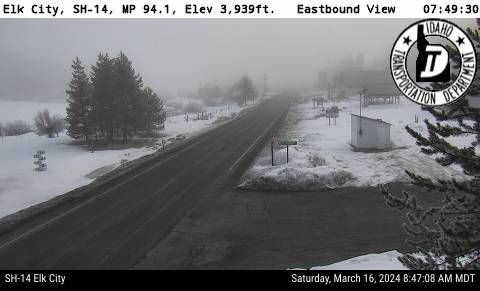 Elk City, SH-14, MP 94.1, Elev 3,939ft. Eastbound View 07:49:30
IDAHO
TRANSPORTATION DEPARTMENT
SH-14 Elk City Saturday, March 16, 2024 8:47:08 AM MDT